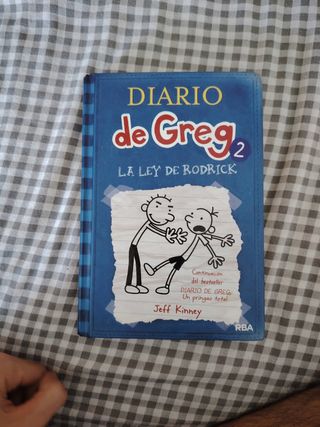 DIARIO
de Greg 2
LA LEY DE RODRICK
Continuación
del bestseller
DIARIO DE GREG.
Un pringao total
Jeff Kinney
RBA